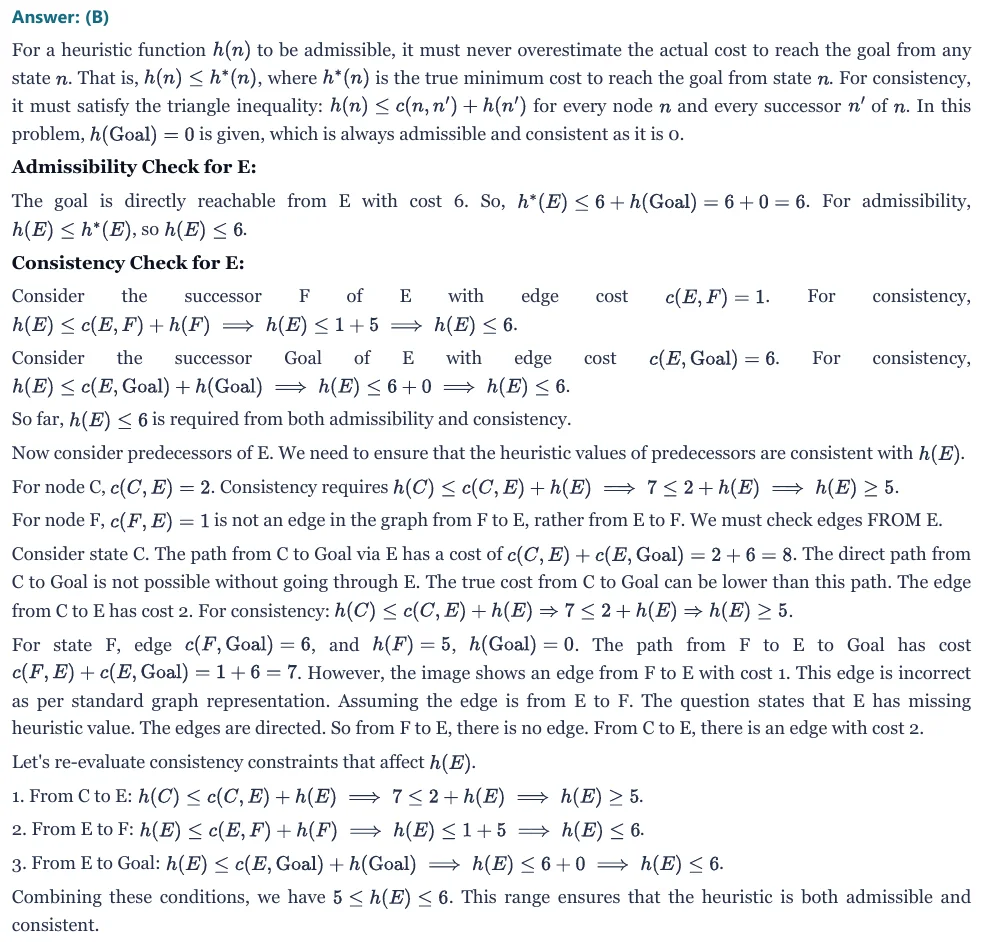 Answer: (B)
For a heuristic function h(n) to be admissible, it must never overestimate the actual cost to reach the goal from any
state n. That is, h(n) ≤ h*(n), where h*(n) is the true minimum cost to reach the goal from state n. For consistency,
it must satisfy the triangle inequality: h(n) ≤ c(n, n′) + h(n′) for every node n and every successor n′ of n. In this
problem, h(Goal) = 0 is given, which is always admissible and consistent as it is 0.
Admissibility Check for E:
The goal is directly reachable from E with cost 6. So, h*(E) ≤ 6 + h(Goal) = 6 + 0 = 6. For admissibility,
h(E) ≤ h*(E), so h(E) ≤ 6.
Consistency Check for E:
Consider the successor F of E with edge cost c(E, F) = 1. For consistency,
h(E) ≤ c(E, F) + h(F) ⟹ h(E) ≤ 1 + 5 ⟹ h(E) ≤ 6.
Consider the successor Goal of E with edge cost c(E, Goal) = 6. For consistency,
h(E) ≤ c(E, Goal) + h(Goal) ⟹ h(E) ≤ 6 + 0 ⟹ h(E) ≤ 6.
So far, h(E) ≤ 6 is required from both admissibility and consistency.
Now consider predecessors of E. We need to ensure that the heuristic values of predecessors are consistent with h(E).
For node C, c(C, E) = 2. Consistency requires h(C) ≤ c(C, E) + h(E) ⟹ 7 ≤ 2 + h(E) ⟹ h(E) ≥ 5.
For node F, c(F, E) = 1 is not an edge in the graph from F to E, rather from E to F. We must check edges FROM E.
Consider state C. The path from C to Goal via E has a cost of c(C, E) + c(E, Goal) = 2 + 6 = 8. The direct path from
C to Goal is not possible without going through E. The true cost from C to Goal can be lower than this path. The edge
from C to E has cost 2. For consistency: h(C) ≤ c(C, E) + h(E) ⇒ 7 ≤ 2 + h(E) ⇒ h(E) ≥ 5.
For state F, edge c(F, Goal) = 6, and h(F) = 5, h(Goal) = 0. The path from F to E to Goal has cost
c(F, E) + c(E, Goal) = 1 + 6 = 7. However, the image shows an edge from F to E with cost 1. This edge is incorrect
as per standard graph representation. Assuming the edge is from E to F. The question states that E has missing
heuristic value. The edges are directed. So from F to E, there is no edge. From C to E, there is an edge with cost 2.
Let's re-evaluate consistency constraints that affect h(E).
1. From C to E: h(C) ≤ c(C, E) + h(E) ⟹ 7 ≤ 2 + h(E) ⟹ h(E) ≥ 5.
2. From E to F: h(E) ≤ c(E, F) + h(F) ⟹ h(E) ≤ 1 + 5 ⟹ h(E) ≤ 6.
3. From E to Goal: h(E) ≤ c(E, Goal) + h(Goal) ⟹ h(E) ≤ 6 + 0 ⟹ h(E) ≤ 6.
Combining these conditions, we have 5 ≤ h(E) ≤ 6. This range ensures that the heuristic is both admissible and
consistent.